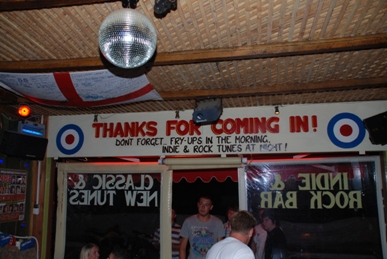 THANKS FOR COMING IN!
DONT FORGET, FRY-UPS IN THE MORNING,
INDIE & ROCK TUNES AT NIGHT!
CLASSIC &
NEW TUNES
INDIE &
ROCK BAR